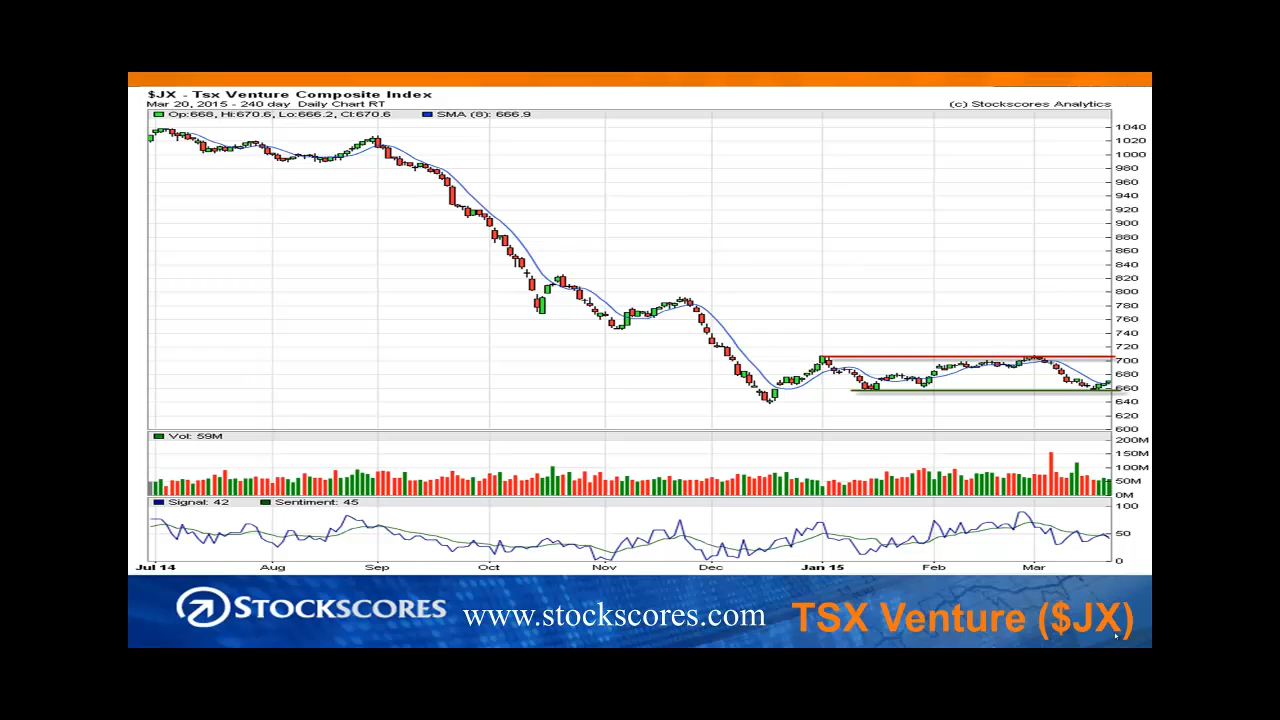 $JX - Tsx Venture Composite Index
Mar 20, 2015 - 240 day Daily Chart RT
(c) Stockscores Analytics
Op:668, Hi:670.6, Lo:666.2, Cl:670.6
SMA (8): 666.9
1040
1020
1000
980
960
940
920
900
880
860
840
820
800
780
760
740
720
700
680
660
640
620
600
Vol: 59M
200M
150M
100M
50M
0M
Signal: 42
Sentiment: 45
100
50
0
Jul 14 Aug Sep Oct Nov Dec Jan 15 Feb Mar
STOCKSCORES www.stockscores.com TSX Venture ($JX)